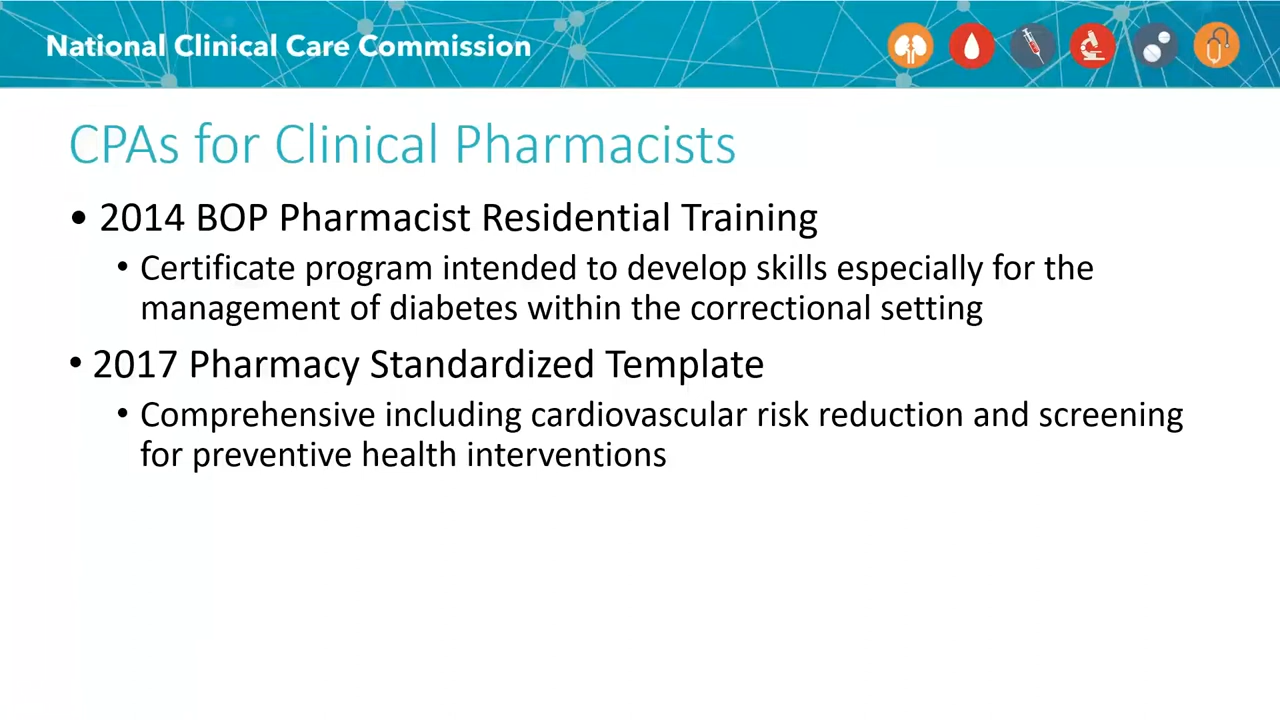 National Clinical Care Commission
CPAs for Clinical Pharmacists
• 2014 BOP Pharmacist Residential Training
• Certificate program intended to develop skills especially for the
management of diabetes within the correctional setting
• 2017 Pharmacy Standardized Template
• Comprehensive including cardiovascular risk reduction and screening
for preventive health interventions